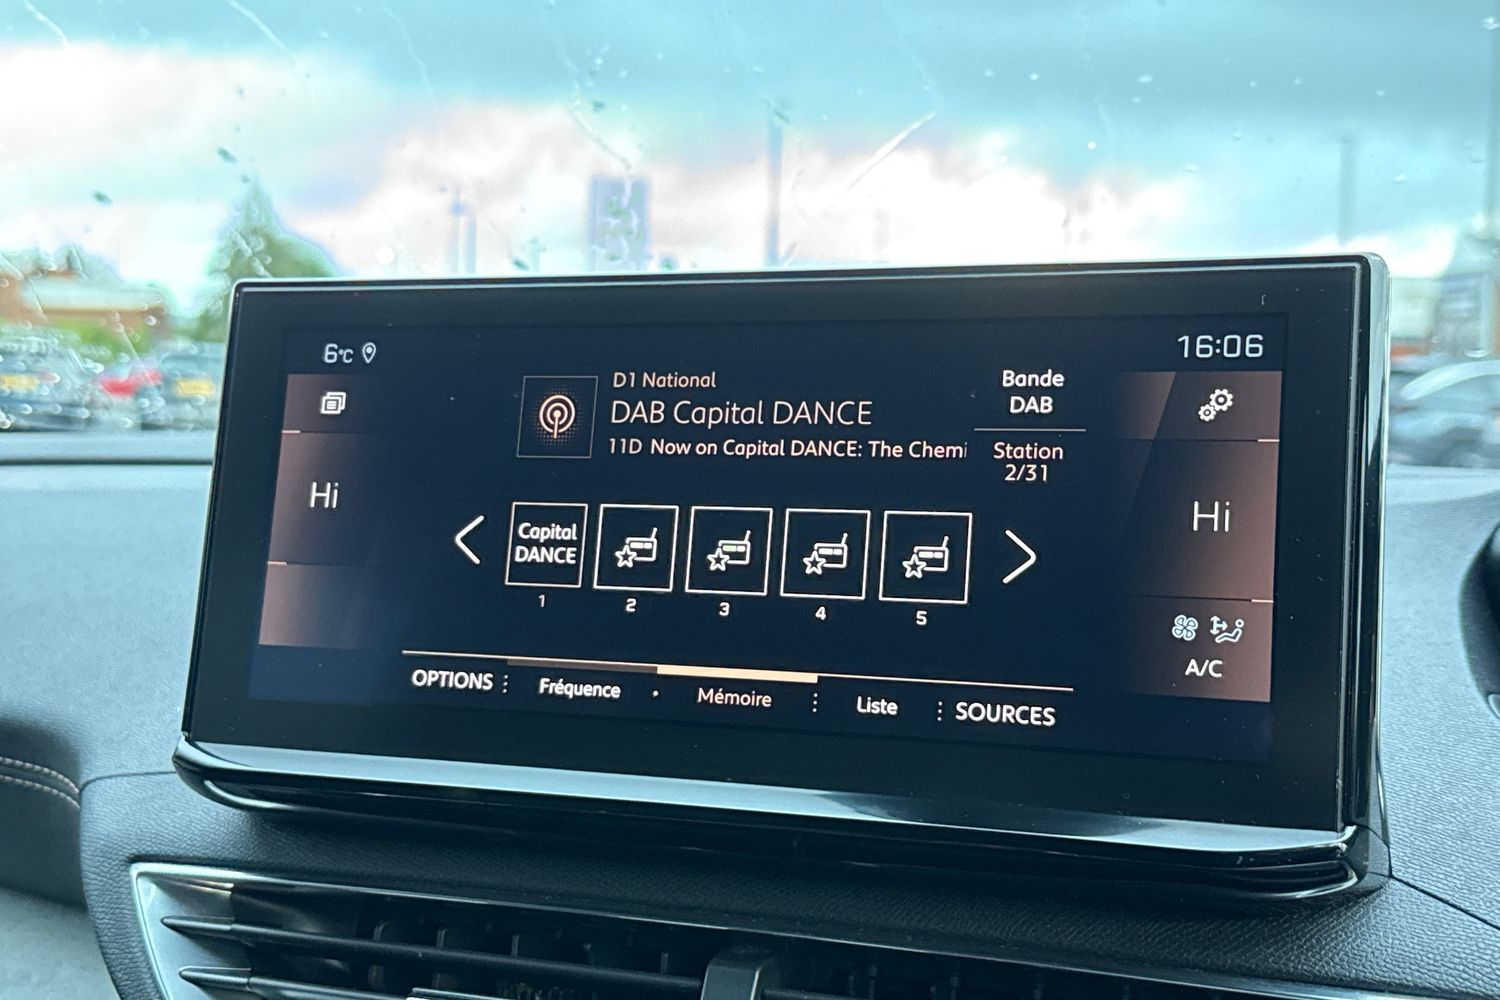 6°C
16:06
D1 National
DAB Capital DANCE
11D Now on Capital DANCE: The Chemi
Bande
DAB
Station
2/31
Hi
Hi
Capital
DANCE
1
2
3
4
5
A/C
OPTIONS
Fréquence
Mémoire
Liste
SOURCES